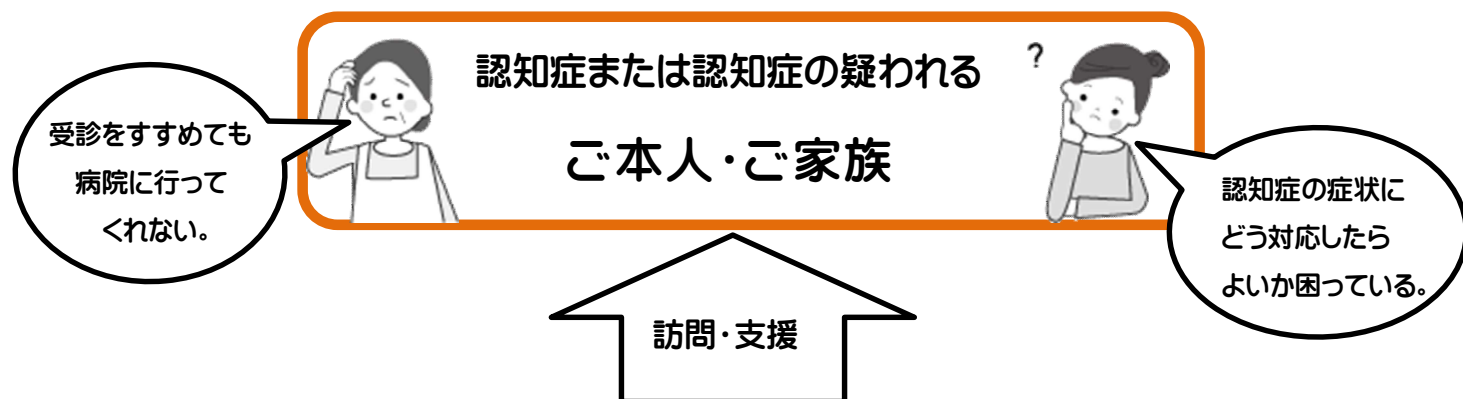 認知症または認知症の疑われる
ご本人・ご家族
受診をすすめても
病院に行って
くれない。
?
認知症の症状に
どう対応したら
よいか困っている。
訪問・支援